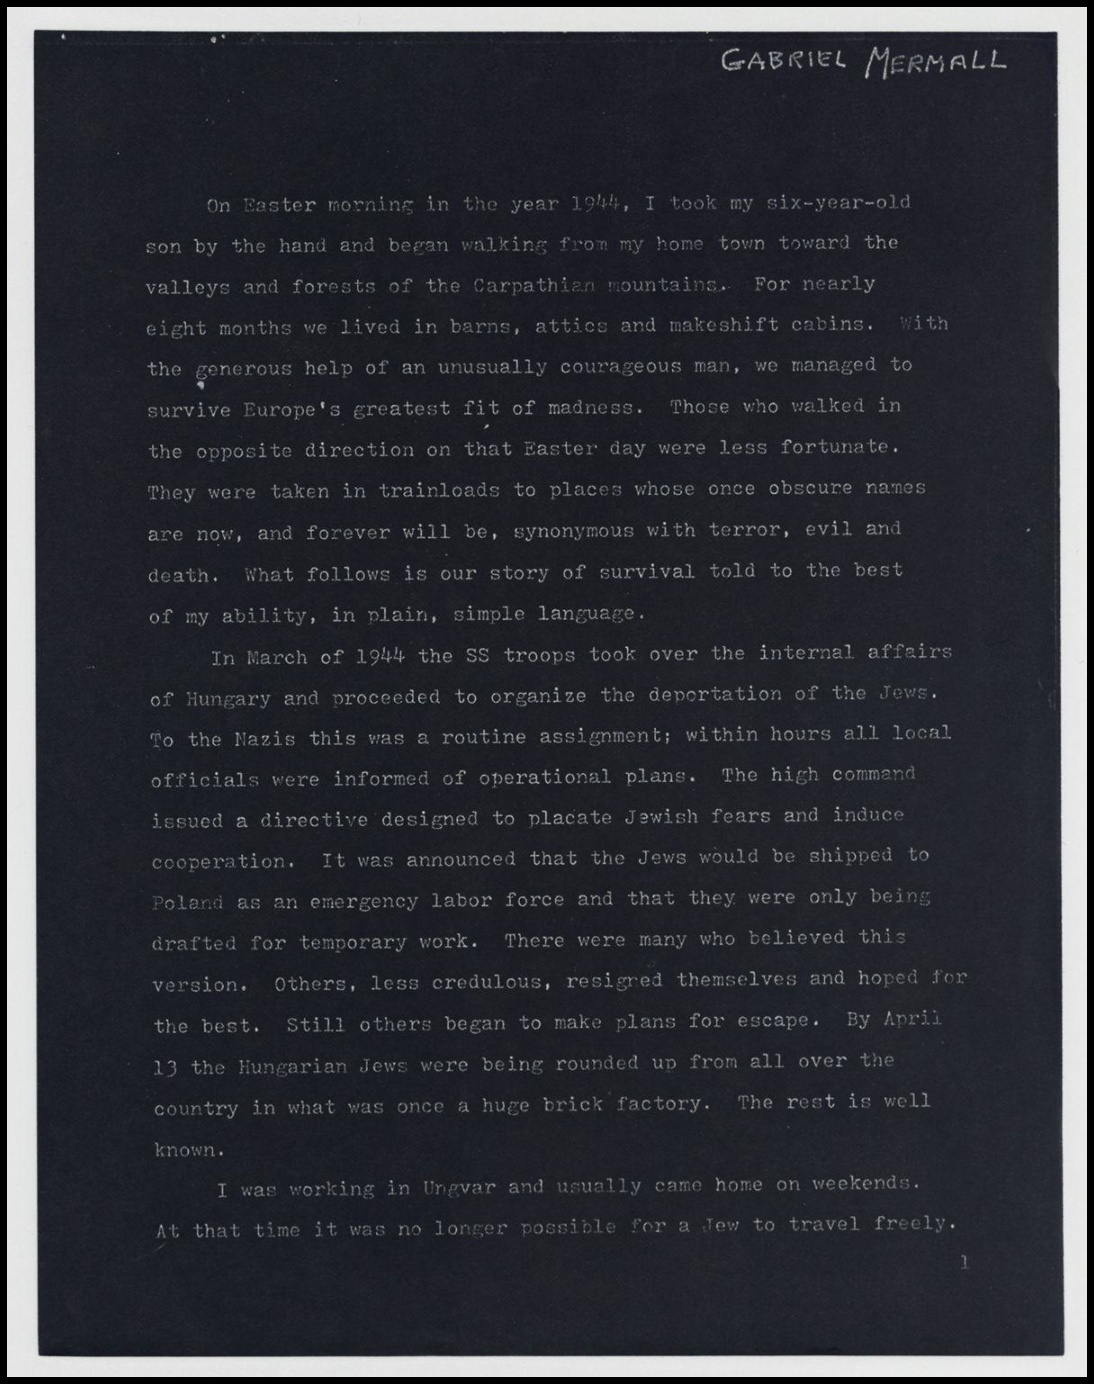 GABRIEL MERMALL
On Easter morning in the year 1944, I took my six-year-old
son by the hand and began walking from my home town toward the
valleys and forests of the Carpathian mountains. For nearly
eight months we lived in barns, attics and makeshift cabins. With
the generous help of an unusually courageous man, we managed to
survive Europe's greatest fit of madness. Those who walked in
the opposite direction on that Easter day were less fortunate.
They were taken in trainloads to places whose once obscure names
are now, and forever will be, synonymous with terror, evil and
death. What follows is our story of survival told to the best
of my ability, in plain, simple language.
In March of 1944 the SS troops took over the internal affairs
of Hungary and proceeded to organize the deportation of the Jews.
To the Nazis this was a routine assignment; within hours all local
officials were informed of operational plans. The high command
issued a directive designed to placate Jewish fears and induce
cooperation. It was announced that the Jews would be shipped to
Poland as an emergency labor force and that they were only being
drafted for temporary work. There were many who believed this
version. Others, less credulous, resigned themselves and hoped for
the best. Still others began to make plans for escape. By April
13 the Hungarian Jews were being rounded up from all over the
country in what was once a huge brick factory. The rest is well
known.
I was working in Ungvar and usually came home on weekends.
At that time it was no longer possible for a Jew to travel freely.
1